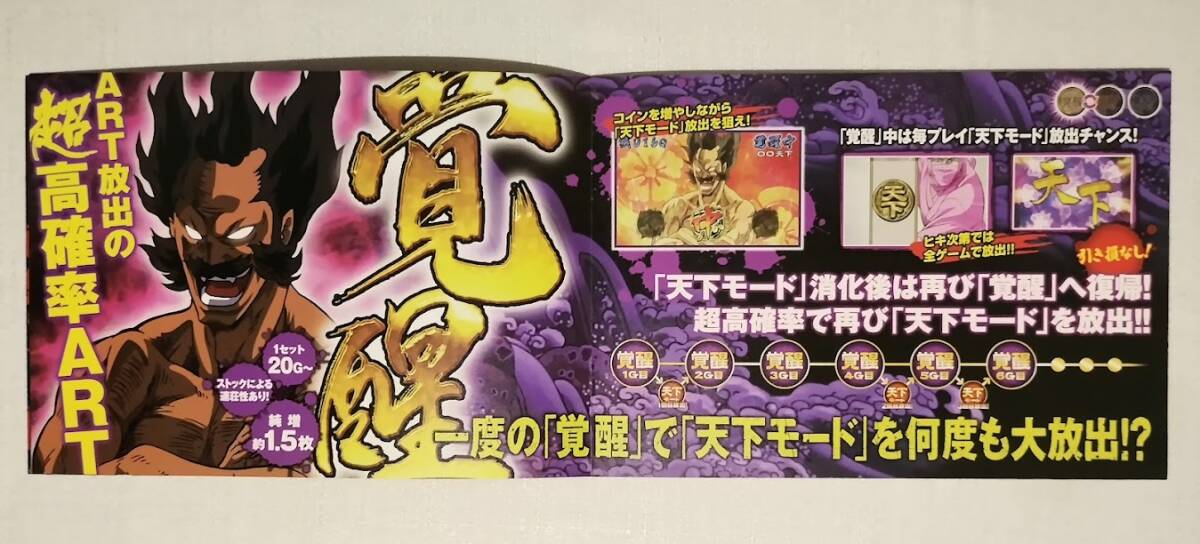 ART放出の
超高確率ART
覚醒
1セット
20G~
ストックによる
連荘性あり!
純増
約1.5枚
コインを増やしながら
「天下モード」放出を狙え!
○○天下
「覚醒」中は毎プレイ「天下モード」放出チャンス!
天下
天下
ヒキ次第では
全ゲームで放出!!
引き損なし!
「天下モード」消化後は再び「覚醒」へ復帰!
超高確率で再び「天下モード」を放出!!
覚醒
1G目
覚醒
2G目
覚醒
3G目
覚醒
4G目
覚醒
5G目
覚醒
6G目
天下
天下
天下
一度の「覚醒」で「天下モード」を何度も大放出!?